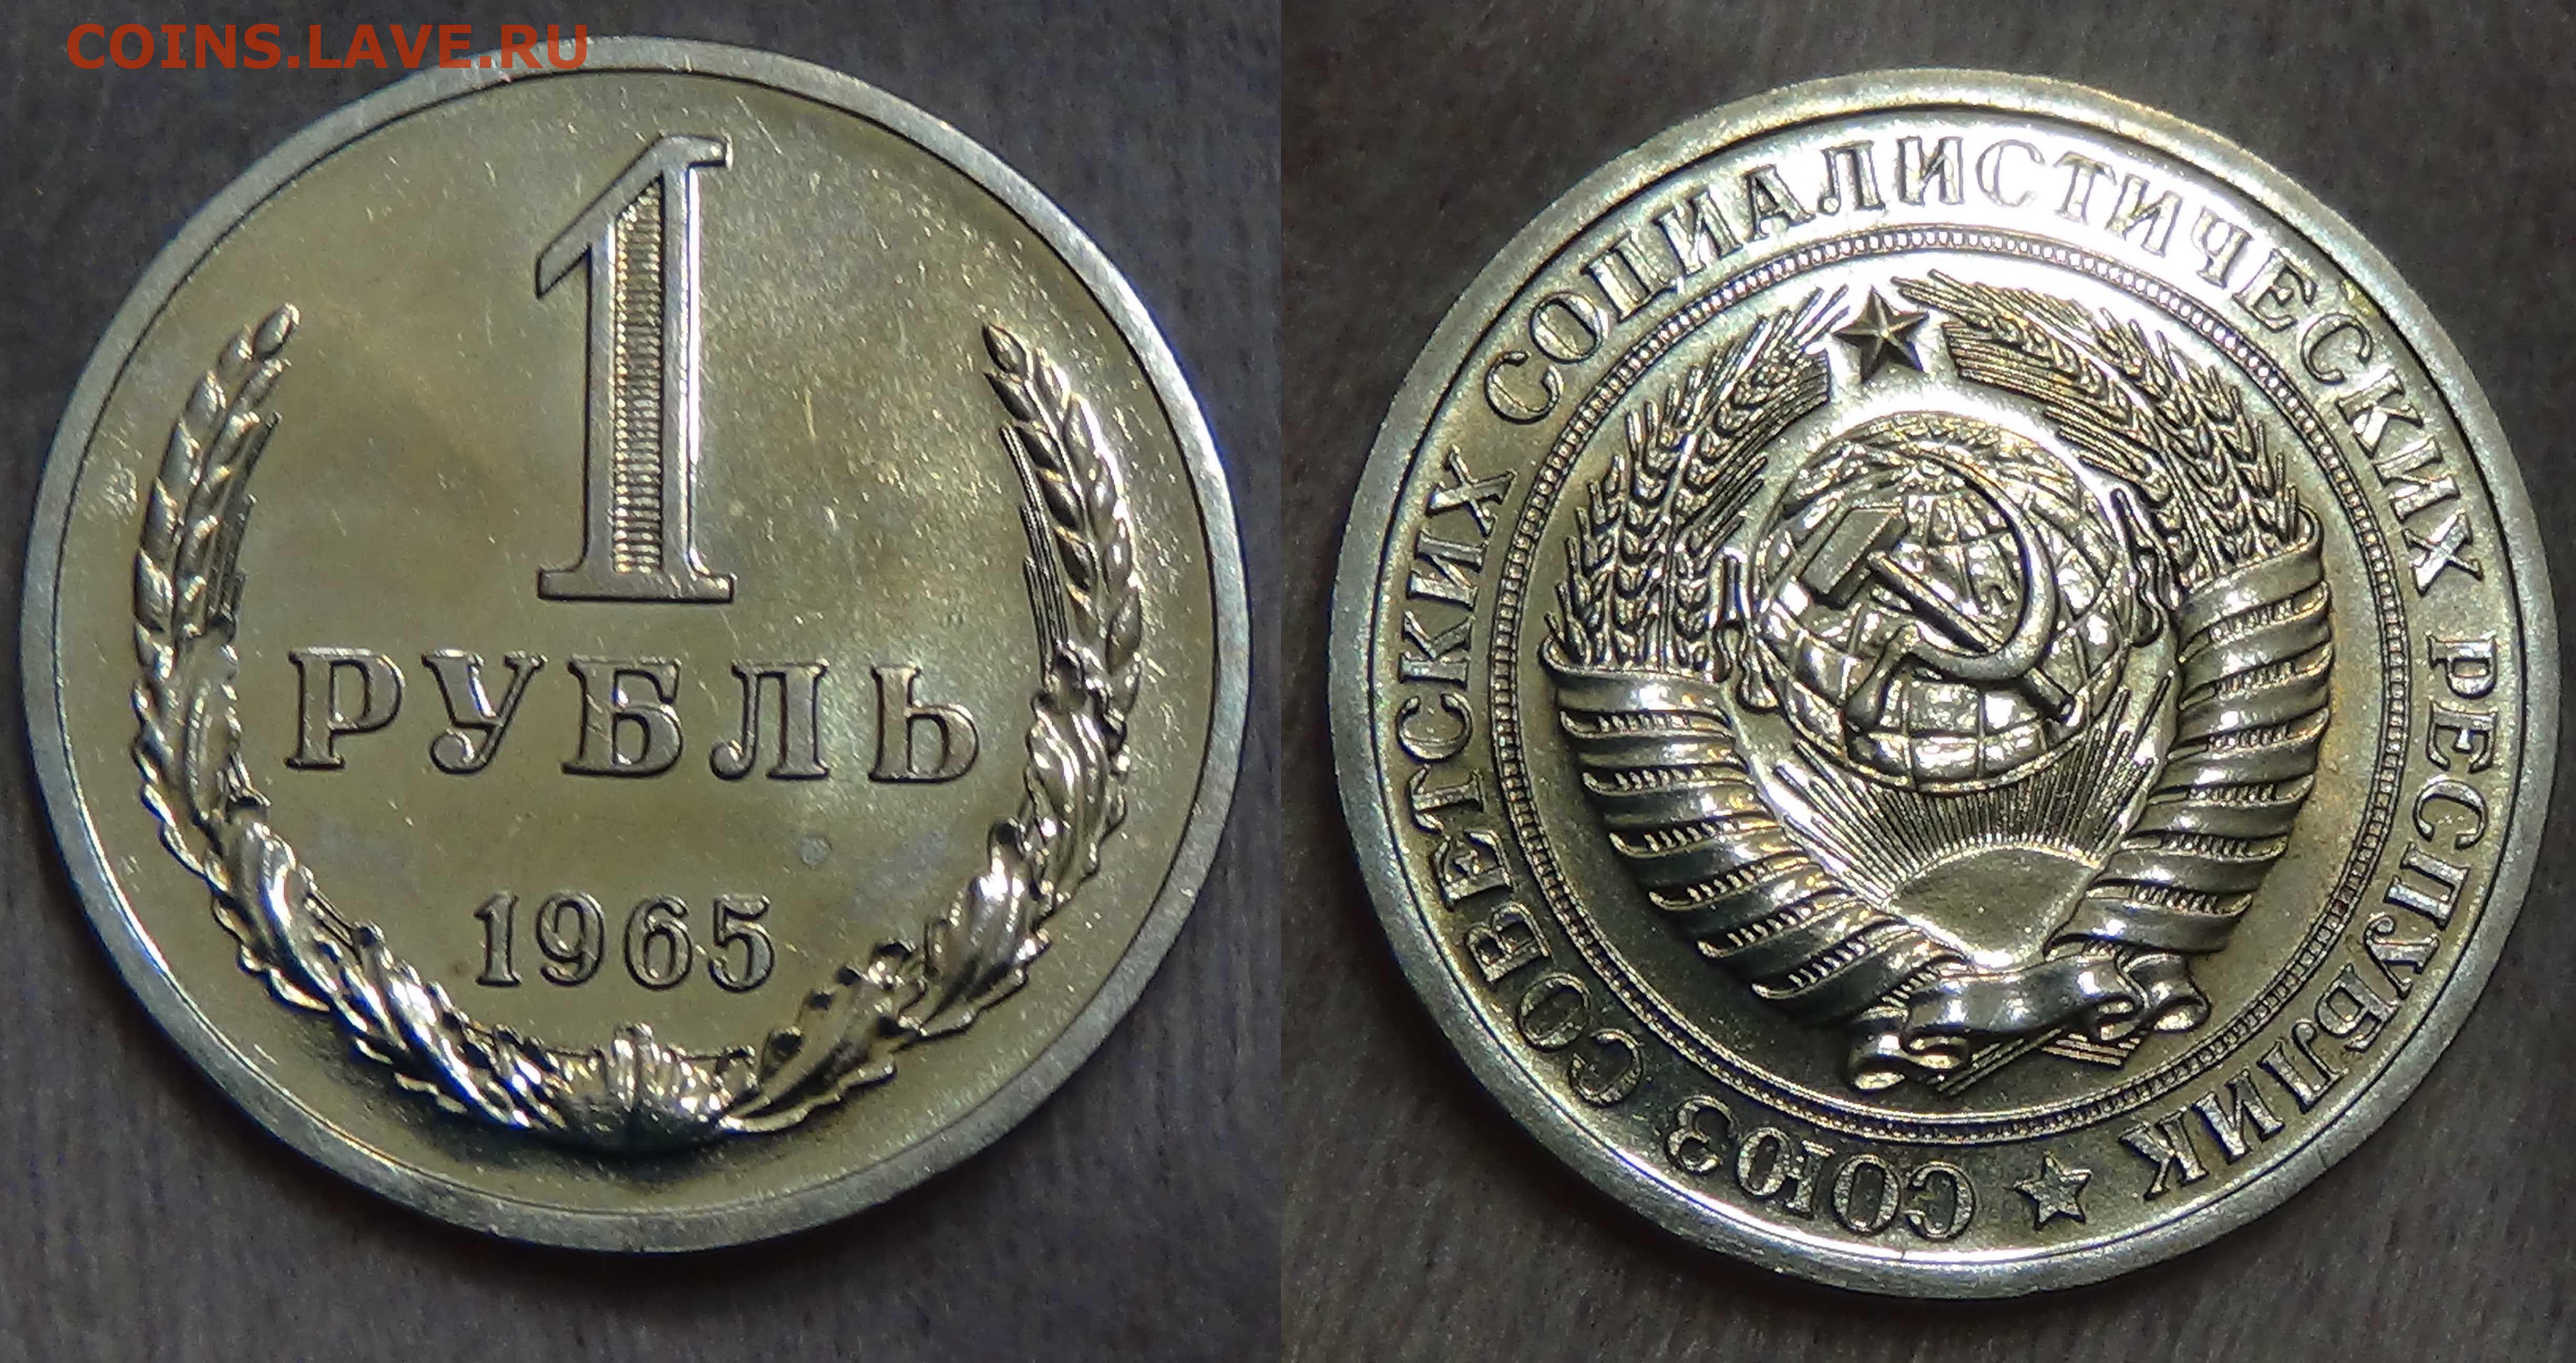 COINS.LAVE.RU
1
РУБЛЬ
1965
СОЮЗ СОВЕТСКИХ СОЦИАЛИСТИЧЕСКИХ РЕСПУБЛИК